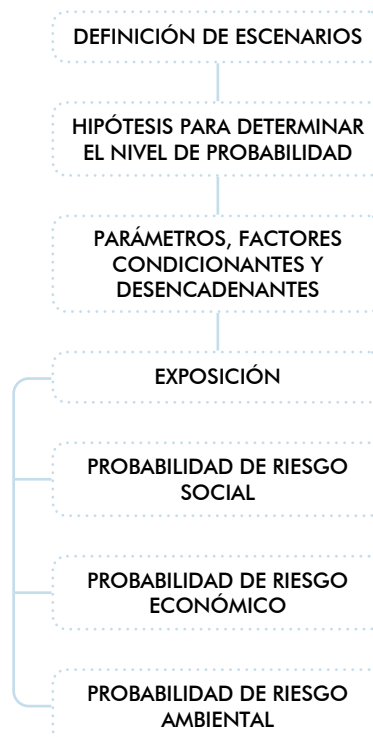 DEFINICIÓN DE ESCENARIOS
HIPÓTESIS PARA DETERMINAR
EL NIVEL DE PROBABILIDAD
PARÁMETROS, FACTORES
CONDICIONANTES Y
DESENCADENANTES
EXPOSICIÓN
PROBABILIDAD DE RIESGO
SOCIAL
PROBABILIDAD DE RIESGO
ECONÓMICO
PROBABILIDAD DE RIESGO
AMBIENTAL